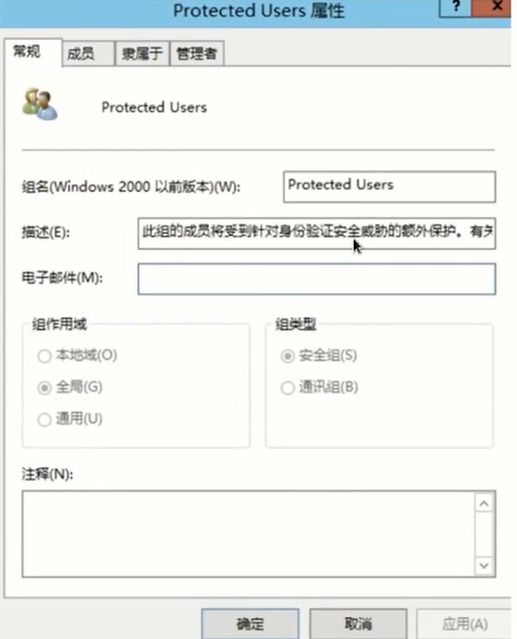 Protected Users 属性
?
常规 成员 隶属于 管理者
Protected Users
组名(Windows 2000 以前版本)(W): Protected Users
描述(E): 此组的成员将受到针对身份验证安全威胁的额外保护。有关
电子邮件(M):
组作用域 组类型
本地域(O) 安全组(S)
全局(G) 通讯组(B)
通用(U)
注释(N):
确定 取消 应用(A)